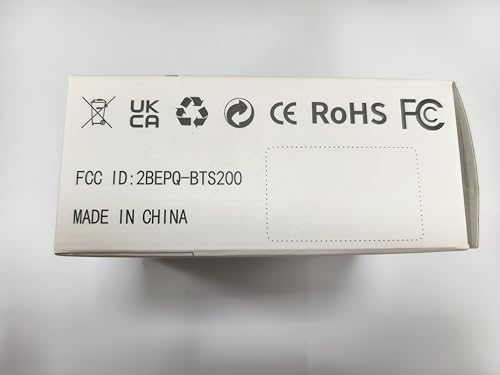 UK CA CE RoHS FC
FCC ID:2BEPQ-BTS200
MADE IN CHINA